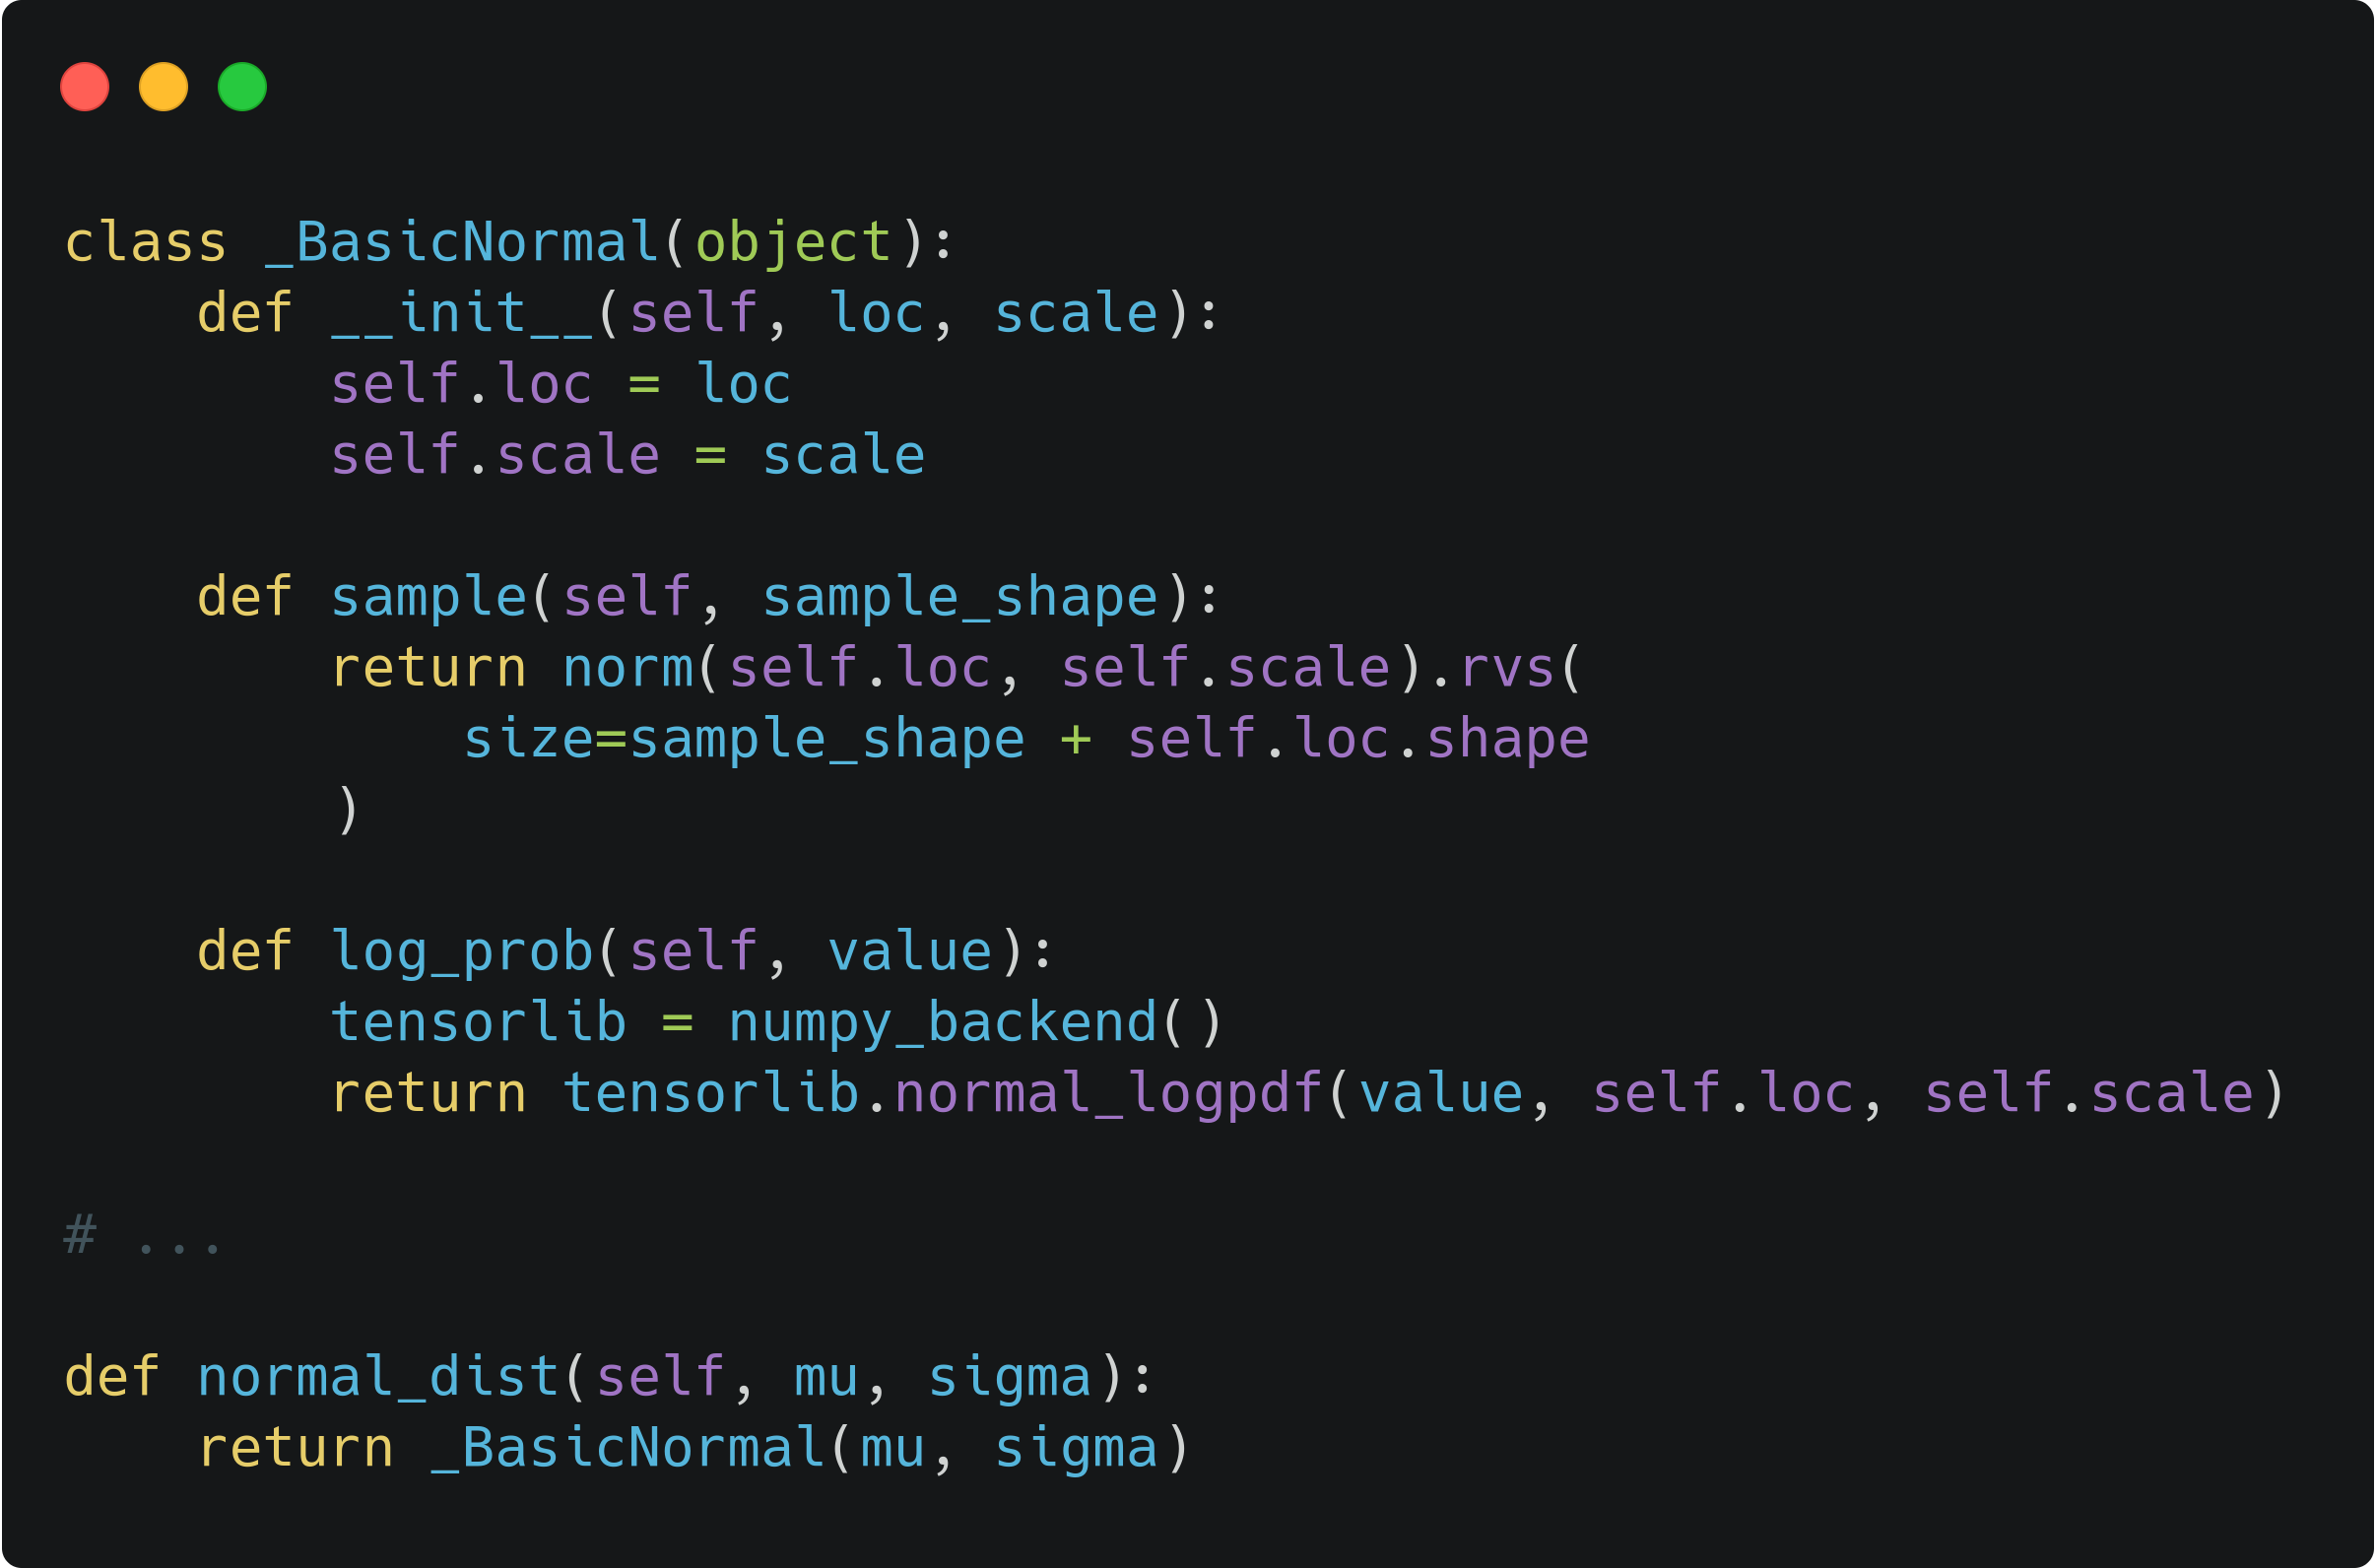 class _BasicNormal(object):
    def __init__(self, loc, scale):
        self.loc = loc
        self.scale = scale

    def sample(self, sample_shape):
        return norm(self.loc, self.scale).rvs(
            size=sample_shape + self.loc.shape
        )

    def log_prob(self, value):
        tensorlib = numpy_backend()
        return tensorlib.normal_logpdf(value, self.loc, self.scale)

# ...

def normal_dist(self, mu, sigma):
    return _BasicNormal(mu, sigma)